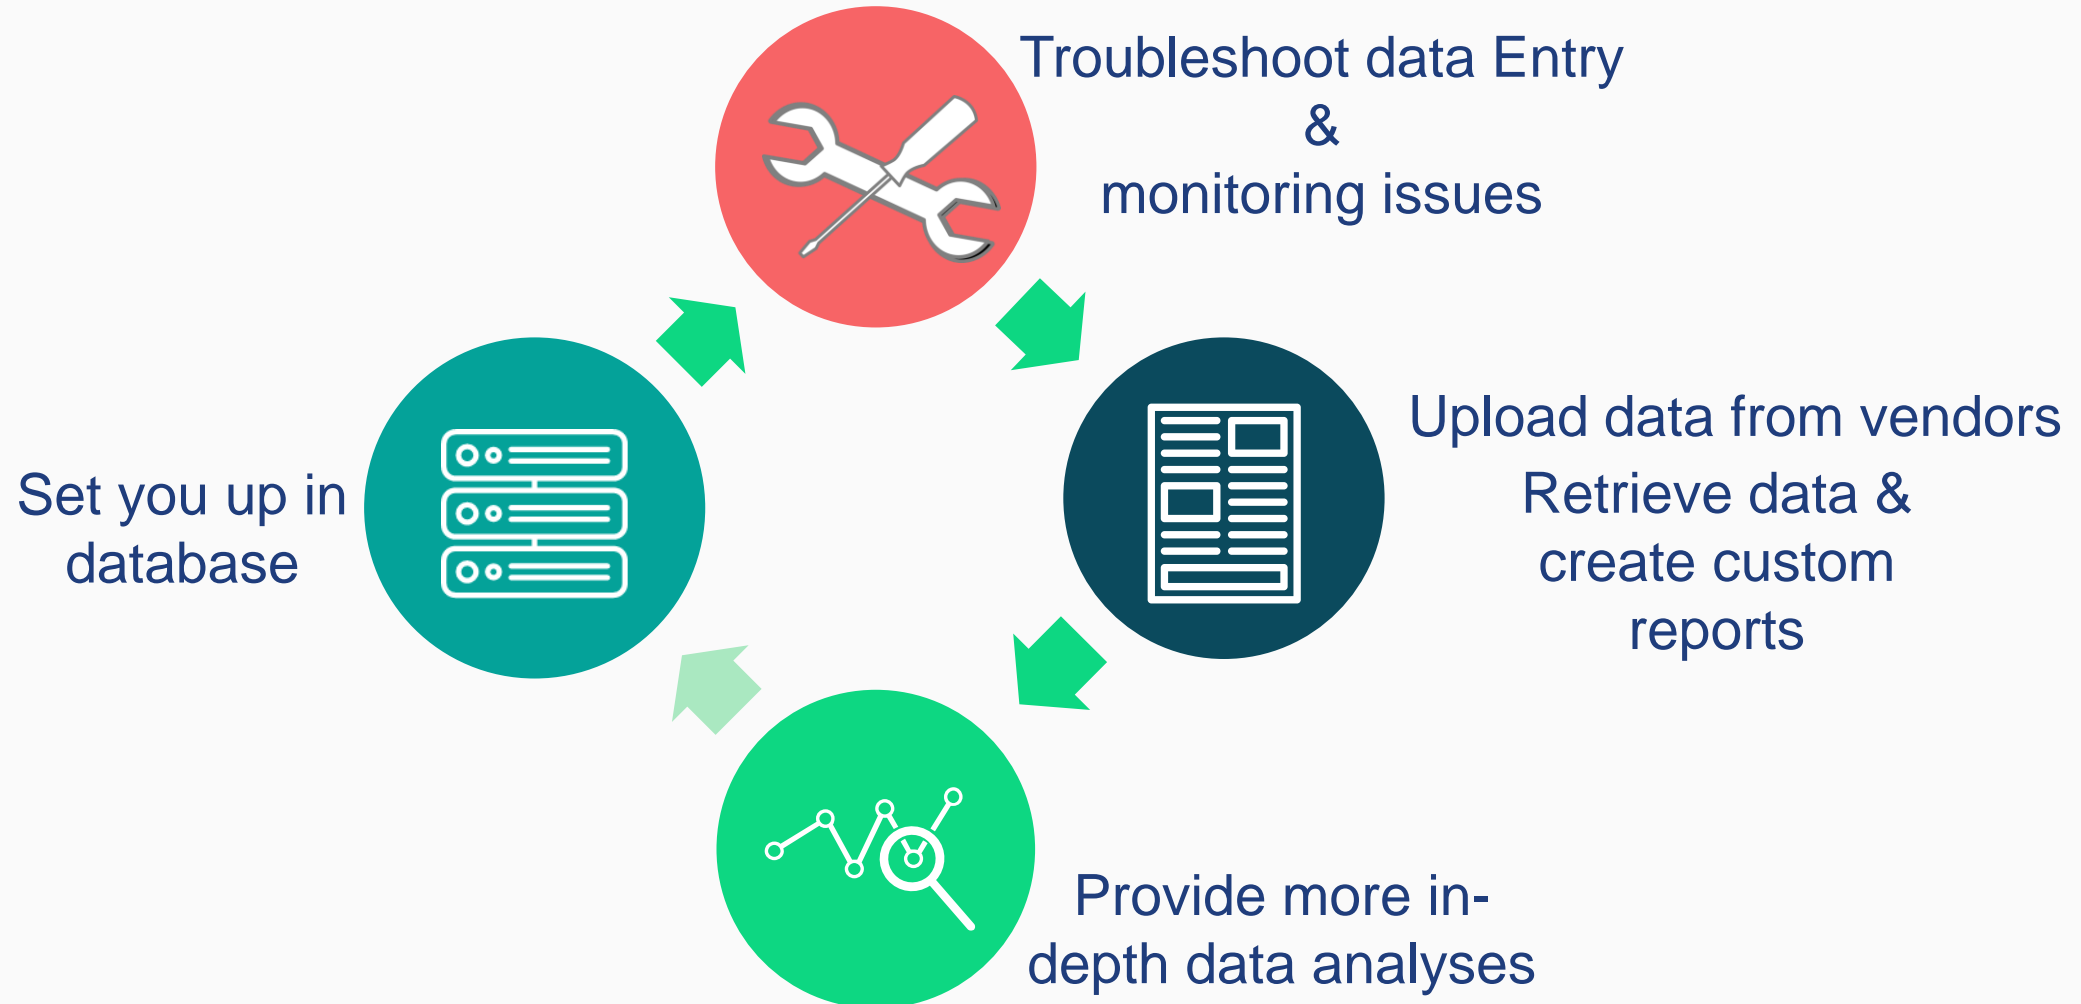 Troubleshoot data Entry
&
monitoring issues
Upload data from vendors
Retrieve data &
create custom
reports
Set you up in
database
Provide more in-
depth data analyses